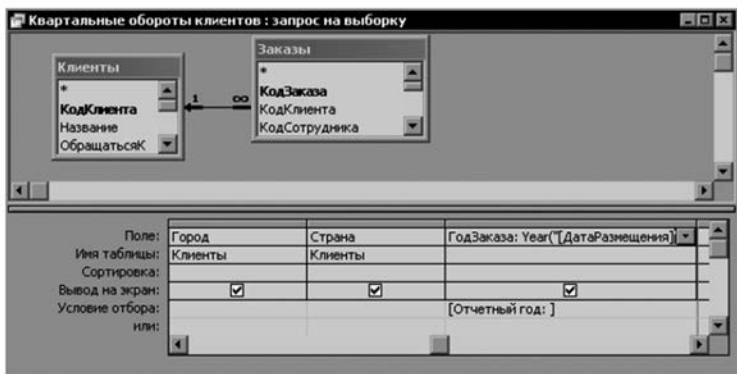 Квартальные обороты клиентов : запрос на выборку
Клиенты
*
КодКлиента
Название
ОбращатьсяК
1
∞
Заказы
*
КодЗаказа
КодКлиента
КодСотрудника
Поле: Город Страна ГодЗаказа: Year("[ДатаРазмещения]
Имя таблицы: Клиенты Клиенты
Сортировка:
Вывод на экран:
Условие отбора: [Отчетный год: ]
или: